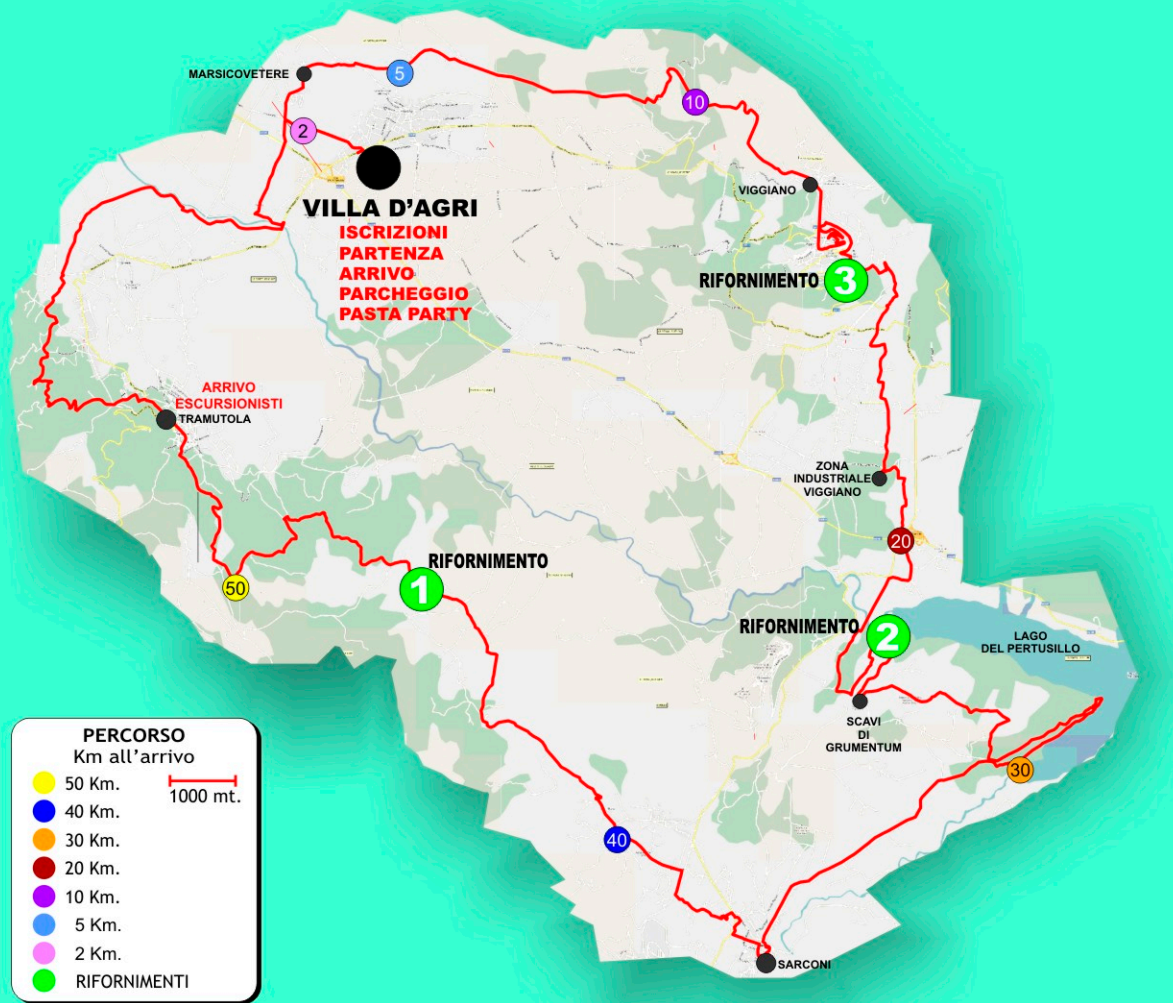 MARSICOVETERE
5
10
2
VIGGIANO
VILLA D'AGRI
ISCRIZIONI
PARTENZA
ARRIVO
PARCHEGGIO
PASTA PARTY
RIFORNIMENTO
3
ARRIVO
ESCURSIONISTI
TRAMUTOLA
ZONA
INDUSTRIALE
VIGGIANO
20
RIFORNIMENTO
1
50
RIFORNIMENTO
2
LAGO
DEL PERTUSILLO
SCAVI
DI
GRUMENTUM
30
40
SARCONI
PERCORSO
Km all'arrivo
1000 mt.
50 Km.
40 Km.
30 Km.
20 Km.
10 Km.
5 Km.
2 Km.
RIFORNIMENTI